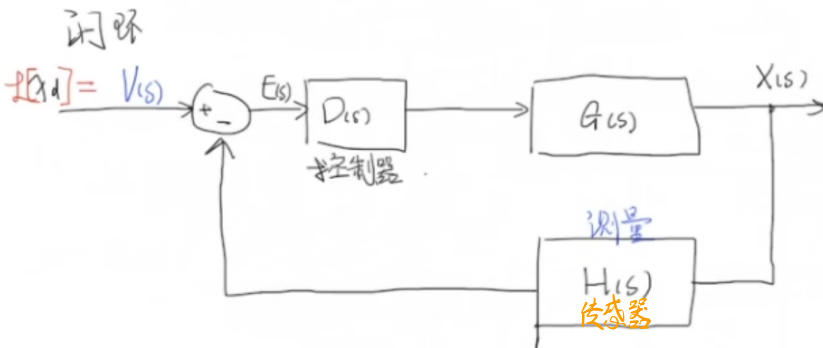 闭环
ℒ[xd] = V(s)
+
−
E(s)
D(s)
控制器
G(s)
X(s)
测量
H(s)
传感器